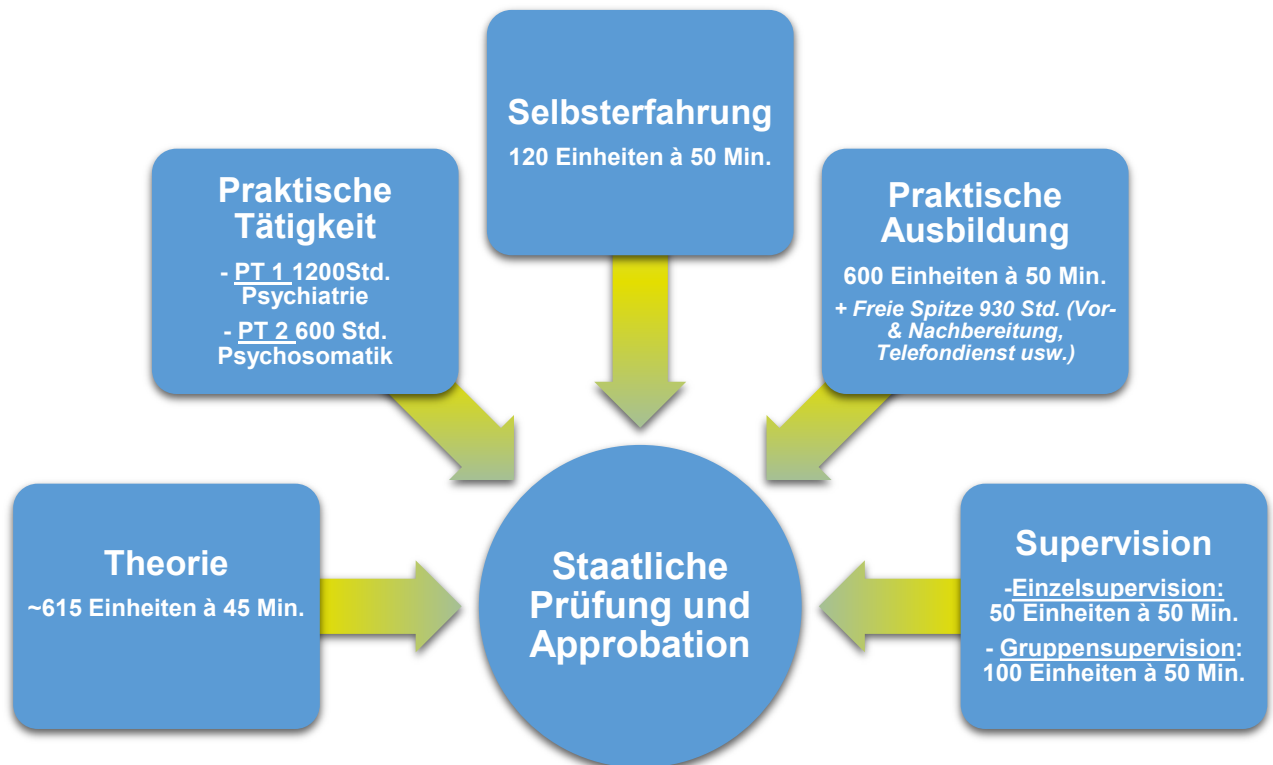 Selbsterfahrung
120 Einheiten à 50 Min.
Praktische
Tätigkeit
- PT 1 1200Std.
Psychiatrie
- PT 2 600 Std.
Psychosomatik
Praktische
Ausbildung
600 Einheiten à 50 Min.
+ Freie Spitze 930 Std. (Vor-
& Nachbereitung,
Telefondienst usw.)
Theorie
~615 Einheiten à 45 Min.
Staatliche
Prüfung und
Approbation
Supervision
-Einzelsupervision:
50 Einheiten à 50 Min.
- Gruppensupervision:
100 Einheiten à 50 Min.